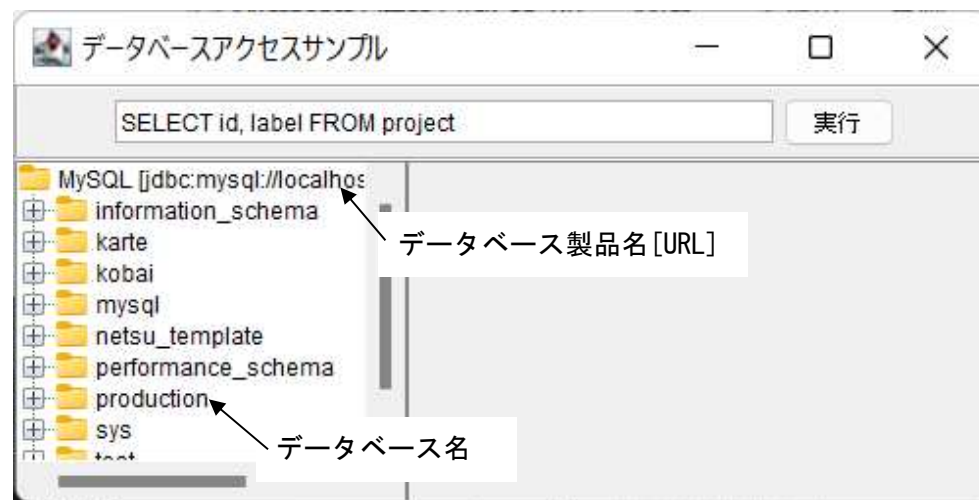 データベースアクセスサンプル
SELECT id, label FROM project
実行
MySQL [jdbc:mysql://localhos
information_schema
データベース製品名[URL]
karte
kobai
mysql
netsu_template
performance_schema
production
sys
データベース名